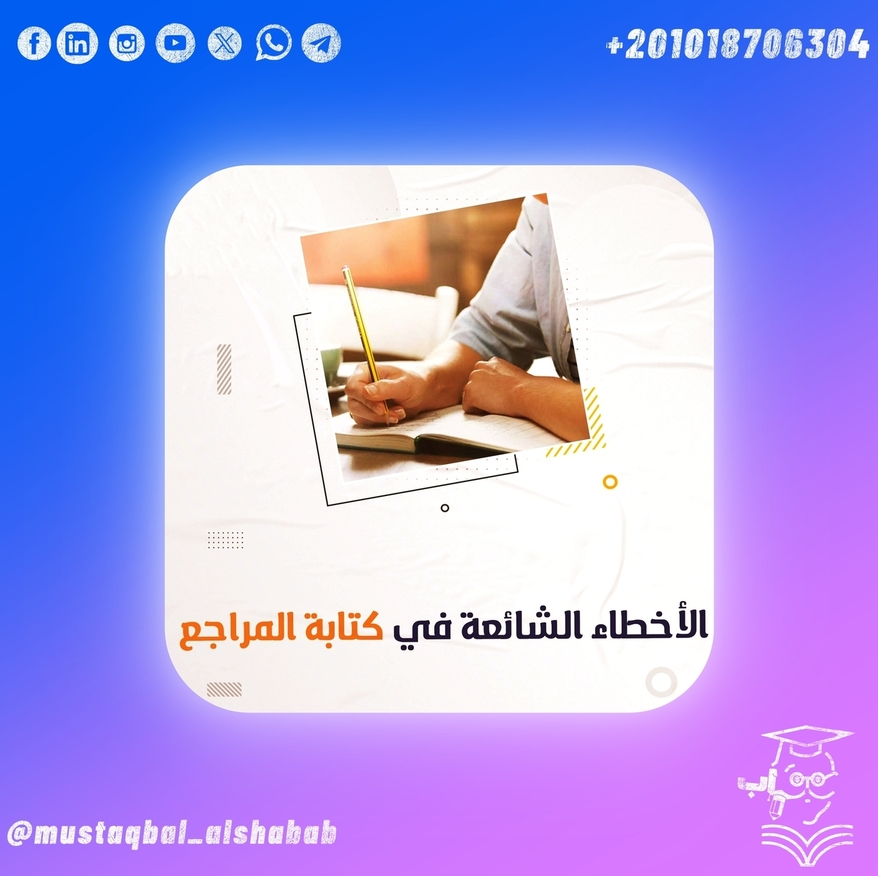 +201018706304
الأخطاء الشائعة في كتابة المراجع
@mustaqbal_alshabab